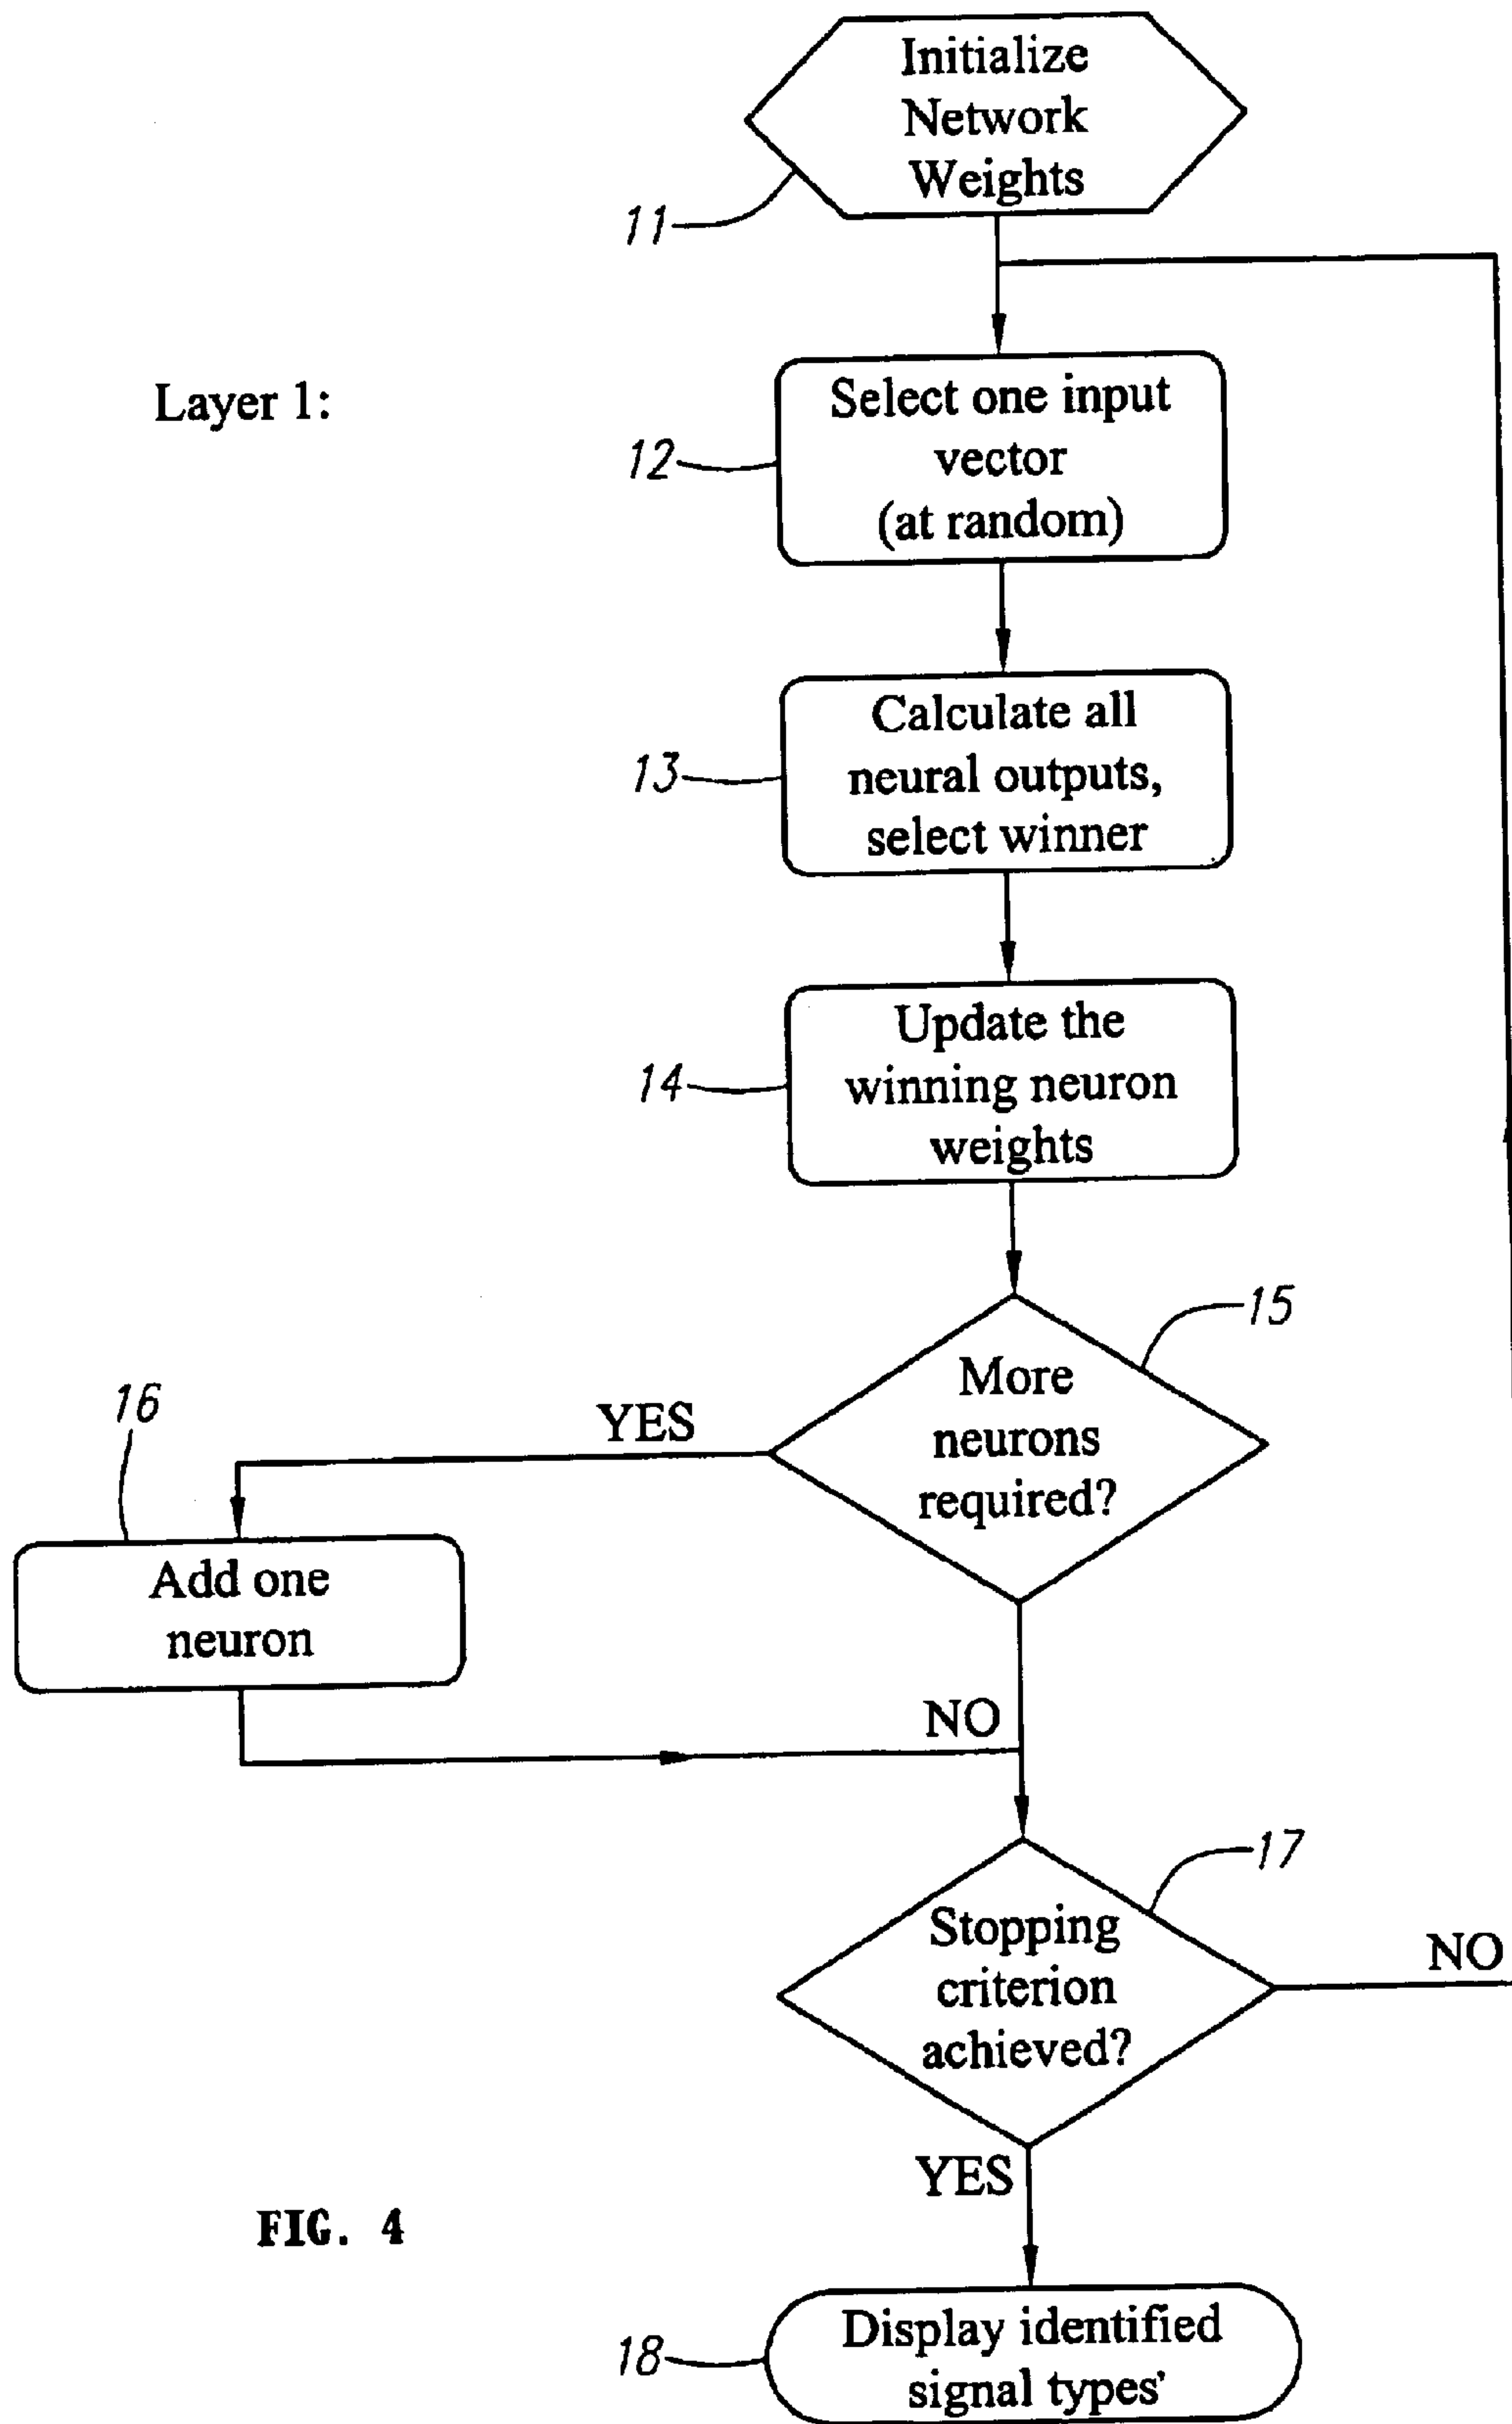 Initialize
Network
Weights
11
Layer 1:
Select one input
vector
(at random)
12
Calculate all
neural outputs,
select winner
13
Update the
winning neuron
weights
14
15
More
neurons
required?
YES
16
Add one
neuron
NO
17
Stopping
criterion
achieved?
NO
YES
FIG. 4
Display identified
signal types'
18